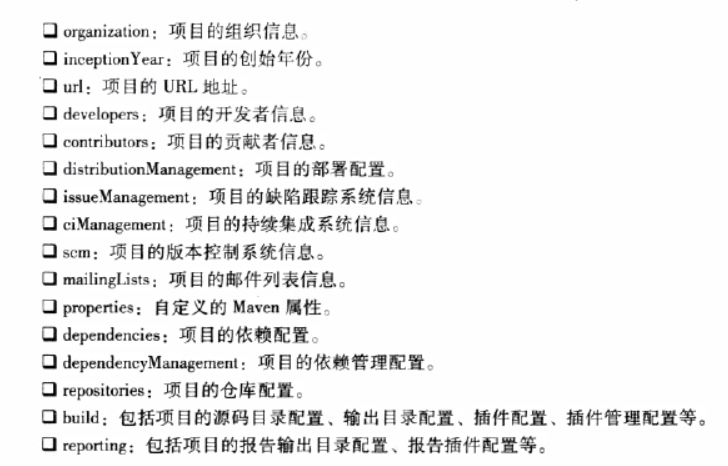 ❑ organization：项目的组织信息。
❑ inceptionYear：项目的创始年份。
❑ url：项目的 URL 地址。
❑ developers：项目的开发者信息。
❑ contributors：项目的贡献者信息。
❑ distributionManagement：项目的部署配置。
❑ issueManagement：项目的缺陷跟踪系统信息。
❑ ciManagement：项目的持续集成系统信息。
❑ scm：项目的版本控制系统信息。
❑ mailingLists：项目的邮件列表信息。
❑ properties：自定义的 Maven 属性。
❑ dependencies：项目的依赖配置。
❑ dependencyManagement：项目的依赖管理配置。
❑ repositories：项目的仓库配置。
❑ build：包括项目的源码目录配置、输出目录配置、插件配置、插件管理配置等。
❑ reporting：包括项目的报告输出目录配置、报告插件配置等。